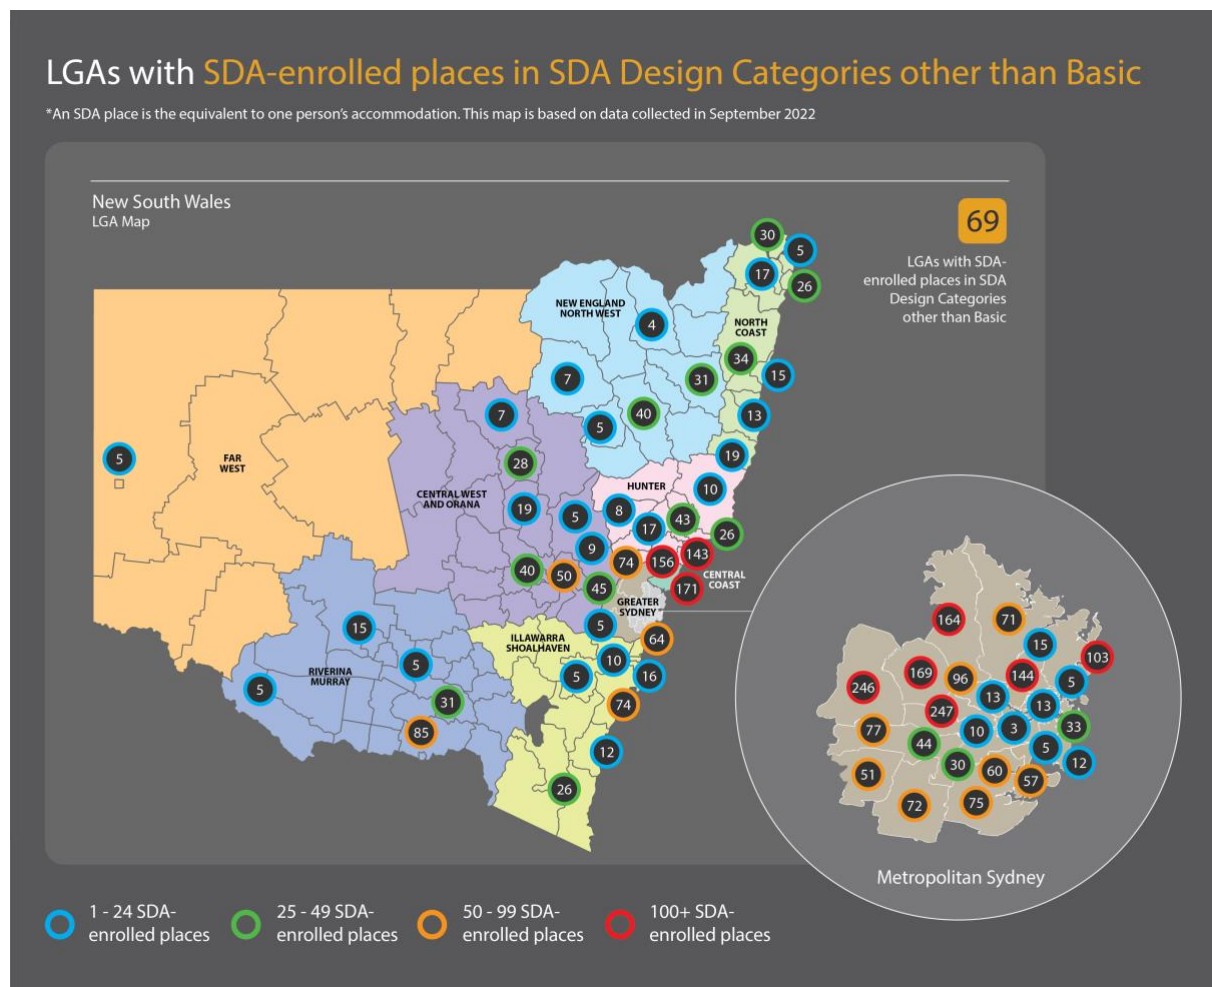 LGAs with SDA-enrolled places in SDA Design Categories other than Basic
*An SDA place is the equivalent to one person's accommodation. This map is based on data collected in September 2022
New South Wales
LGA Map
69
LGAs with SDA-
enrolled places in SDA
Design Categories
other than Basic
30
5
17
26
NEW ENGLAND
NORTH WEST
4
NORTH
COAST
34
7
31
15
7
5
40
13
5
FAR
WEST
28
19
CENTRAL WEST
AND ORANA
HUNTER
10
19
5
8
17
43
26
9
143
40
50
74
156
45
171
CENTRAL
COAST
GREATER
SYDNEY
15
5
64
ILLAWARRA
SHOALHAVEN
5
10
5
16
RIVERINA
MURRAY
5
31
74
85
12
26
164
71
15
103
246
169
96
144
5
13
13
247
77
44
10
3
33
5
12
51
30
60
57
72
75
Metropolitan Sydney
1 - 24 SDA-
enrolled places
25 - 49 SDA-
enrolled places
50 - 99 SDA-
enrolled places
100+ SDA-
enrolled places